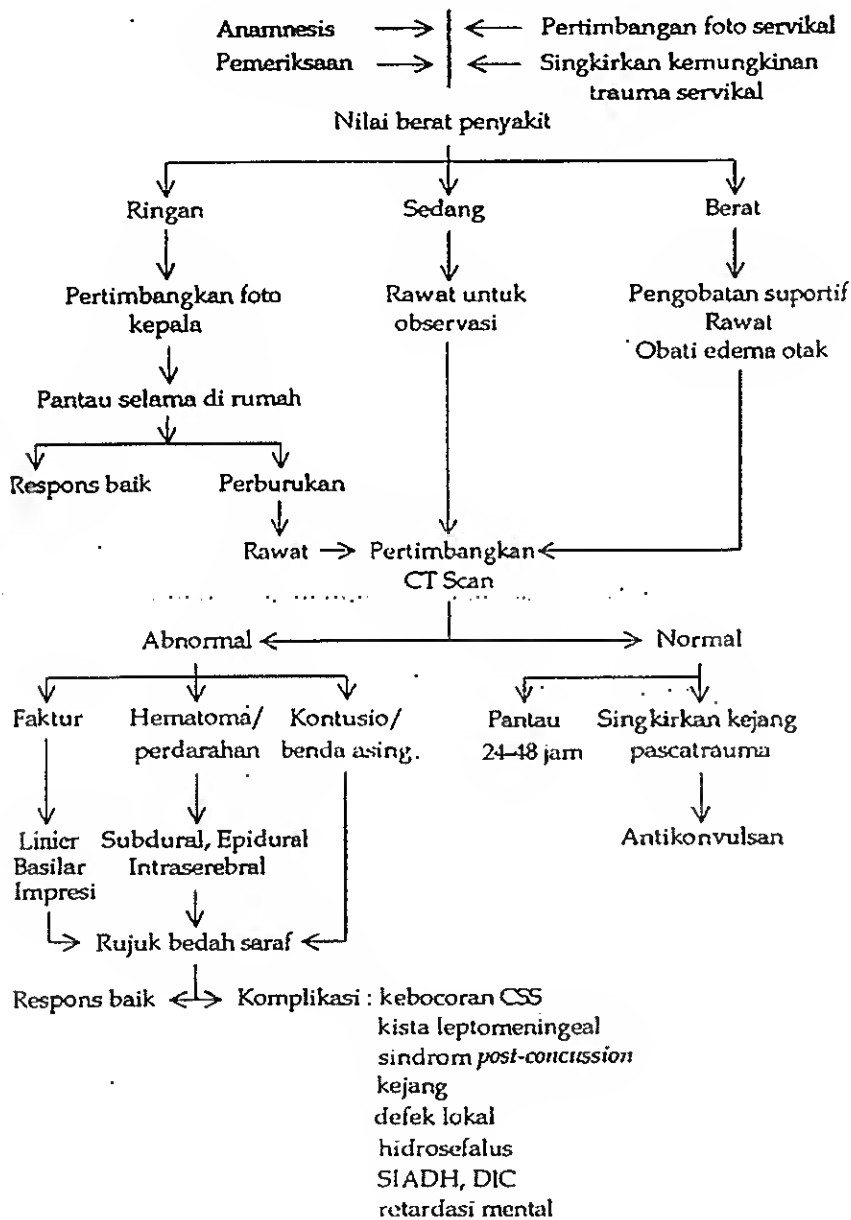 Anamnesis
Pertimbangan foto servikal
Pemeriksaan
Singkirkan kemungkinan
trauma servikal
Nilai berat penyakit
Ringan
Sedang
Berat
Pertimbangkan foto
kepala
Rawat untuk
observasi
Pengobatan suportif
Rawat
Obati edema otak
Pantau selama di rumah
Respons baik
Perburukan
Rawat
Pertimbangkan
CT Scan
Abnormal
Normal
Faktur
Hematoma/
perdarahan
Kontusio/
benda asing.
Pantau
24–48 jam
Singkirkan kejang
pascatrauma
Linier
Basilar
Impresi
Subdural, Epidural
Intraserebral
Antikonvulsan
Rujuk bedah saraf
Respons baik
Komplikasi : kebocoran CSS
kista leptomeningeal
sindrom post-concussion
kejang
defek lokal
hidrosefalus
SIADH, DIC
retardasi mental